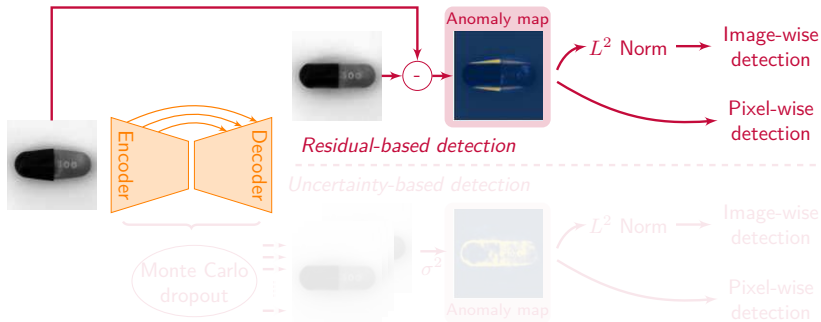 Anomaly map
L² Norm
Image-wise
detection
-
Pixel-wise
detection
Encoder
Decoder
Residual-based detection
Uncertainty-based detection
Monte Carlo
dropout
σ²
Anomaly map
L² Norm
Image-wise
detection
Pixel-wise
detection